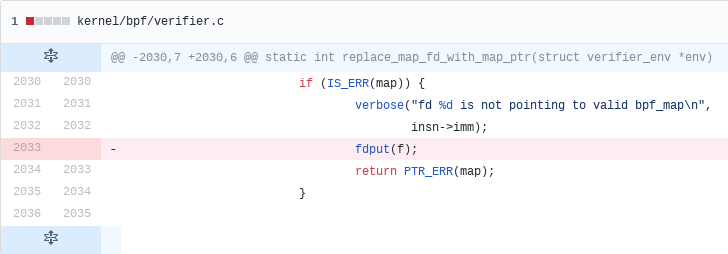 1 kernel/bpf/verifier.c
@@ -2030,7 +2030,6 @@ static int replace_map_fd_with_map_ptr(struct verifier_env *env)
2030 2030 if (IS_ERR(map)) {
2031 2031 verbose("fd %d is not pointing to valid bpf_map\n",
2032 2032 insn->imm);
2033 - fdput(f);
2034 2033 return PTR_ERR(map);
2035 2034 }
2036 2035